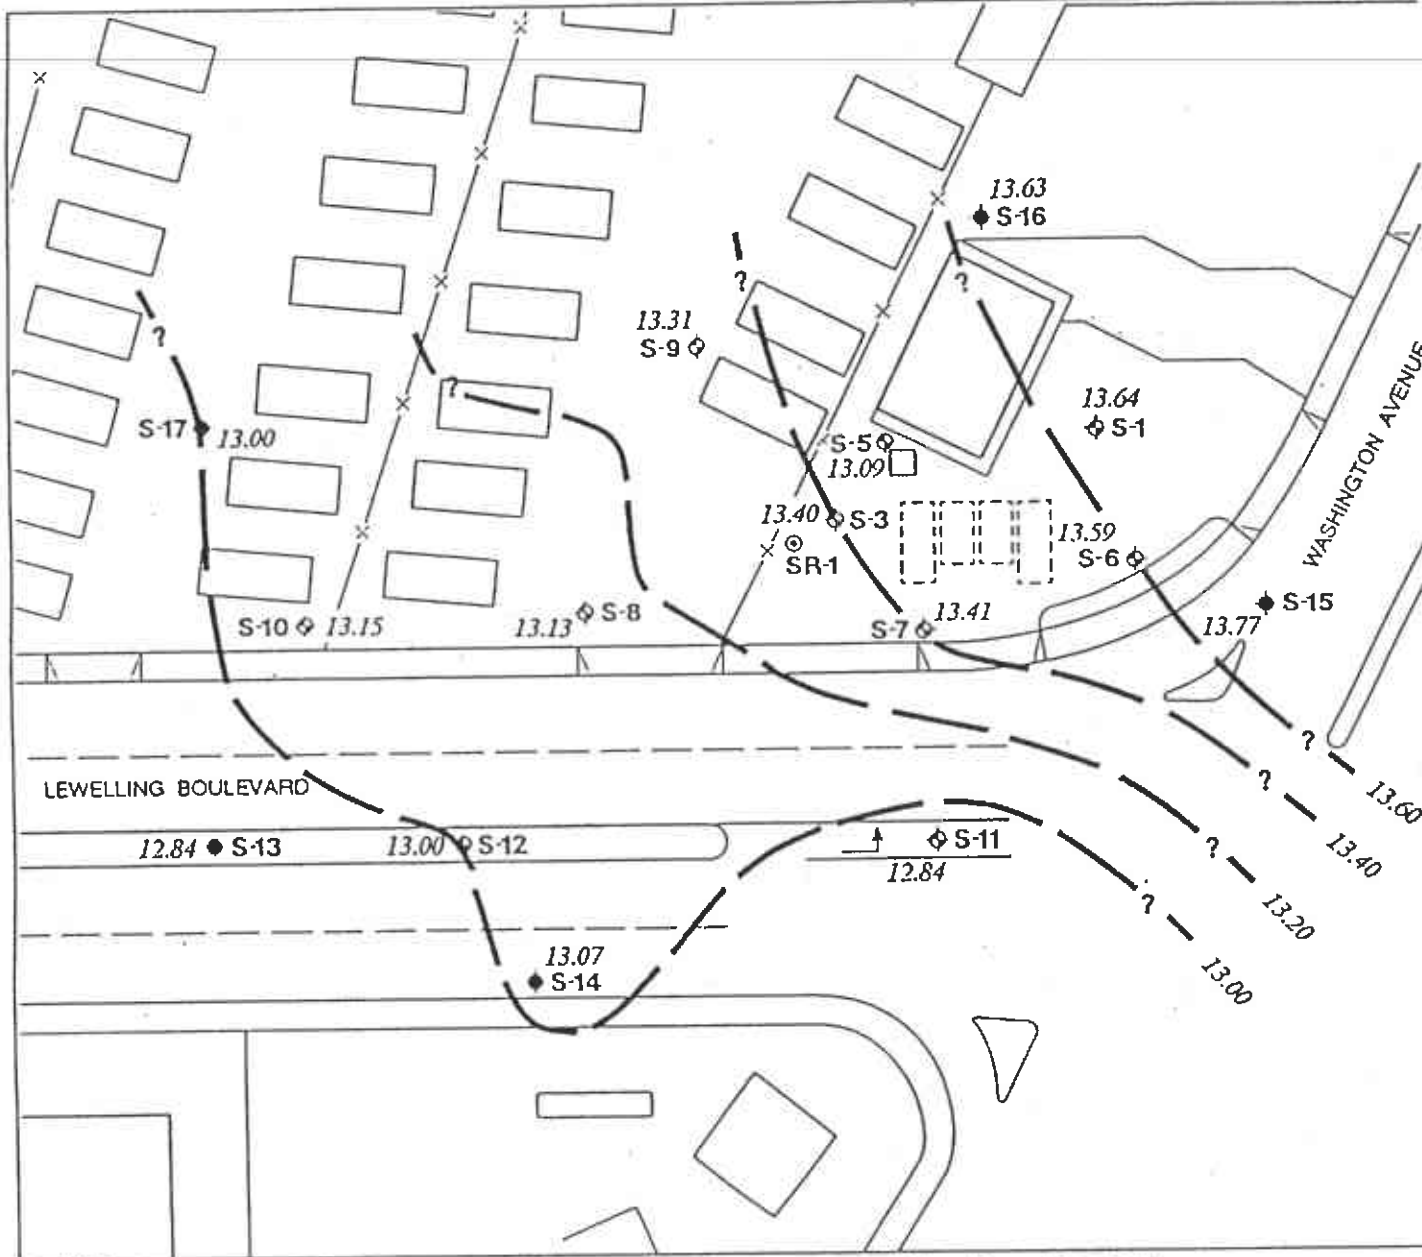 13.63
S-16
?
?
13.31
S-9
?
?
13.64
S-1
S-17
13.00
S-5
13.09
WASHINGTON AVENUE
13.40
S-3
SR-1
13.59
S-6
S-10
13.15
13.13
S-8
S-7
13.41
S-15
13.77
?
13.60
?
13.40
LEWELLING BOULEVARD
12.84
S-13
13.00
S-12
S-11
12.84
?
13.20
?
13.00
13.07
S-14